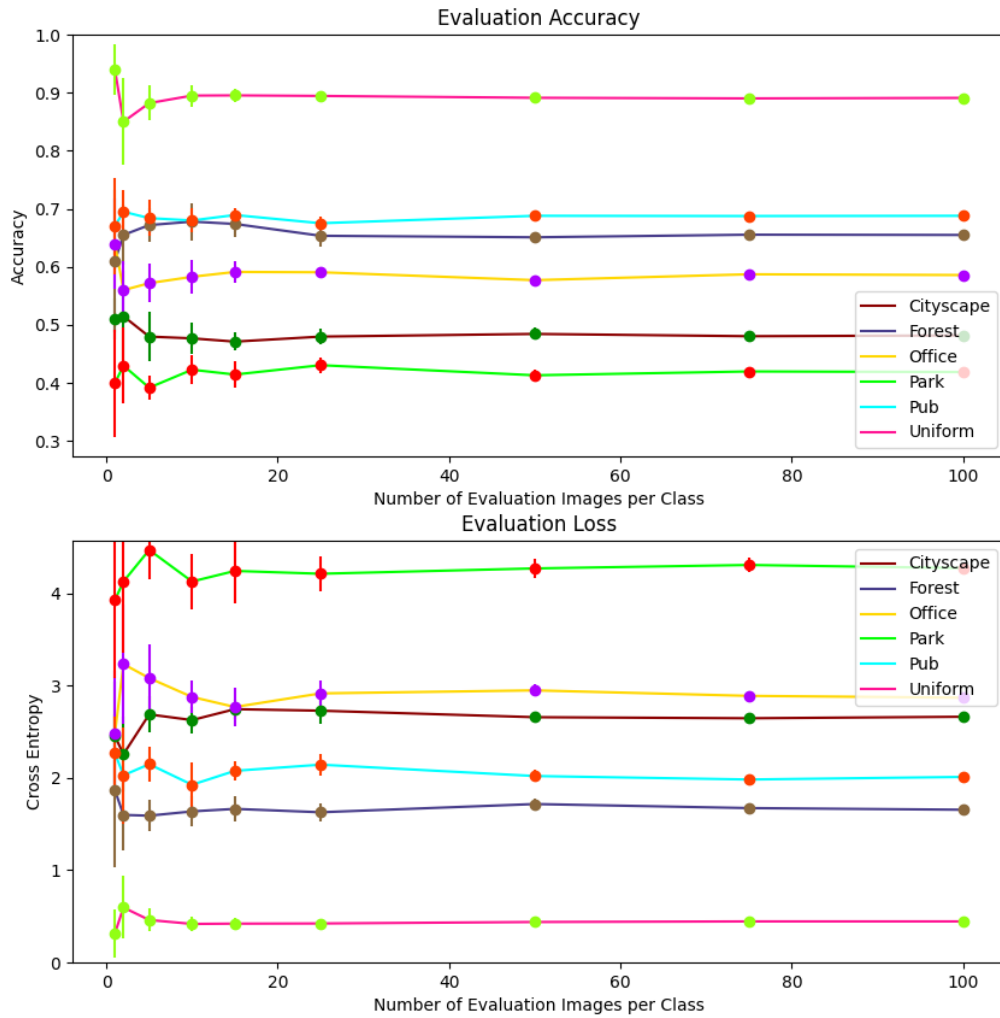 Evaluation Accuracy
1.0
0.9
0.8
0.7
0.6
0.5
0.4
0.3
Accuracy
Cityscape
Forest
Office
Park
Pub
Uniform
0 20 40 60 80 100
Number of Evaluation Images per Class
Evaluation Loss
4
3
2
1
0
Cross Entropy
Cityscape
Forest
Office
Park
Pub
Uniform
0 20 40 60 80 100
Number of Evaluation Images per Class